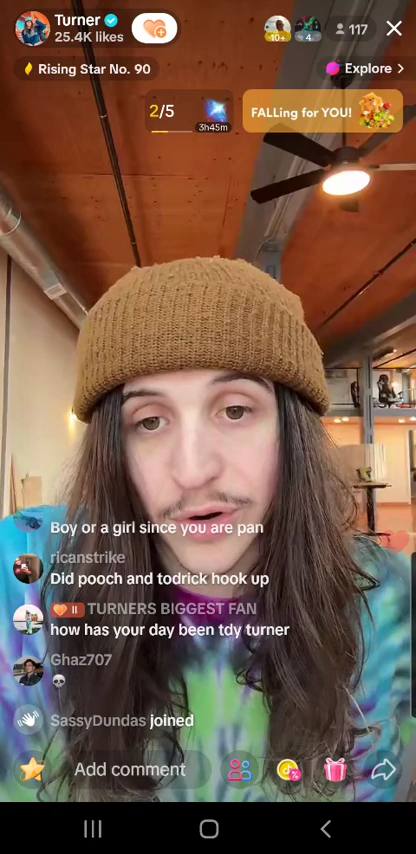 Turner
25.4K likes
10+
4
117
Rising Star No. 90
Explore >
2/5
3h45m
FALLing for YOU!
Boy or a girl since you are pan
ricanstrike
Did pooch and todrick hook up
II TURNERS BIGGEST FAN
how has your day been tdy turner
Ghaz707
💀
SassyDundas joined
Add comment